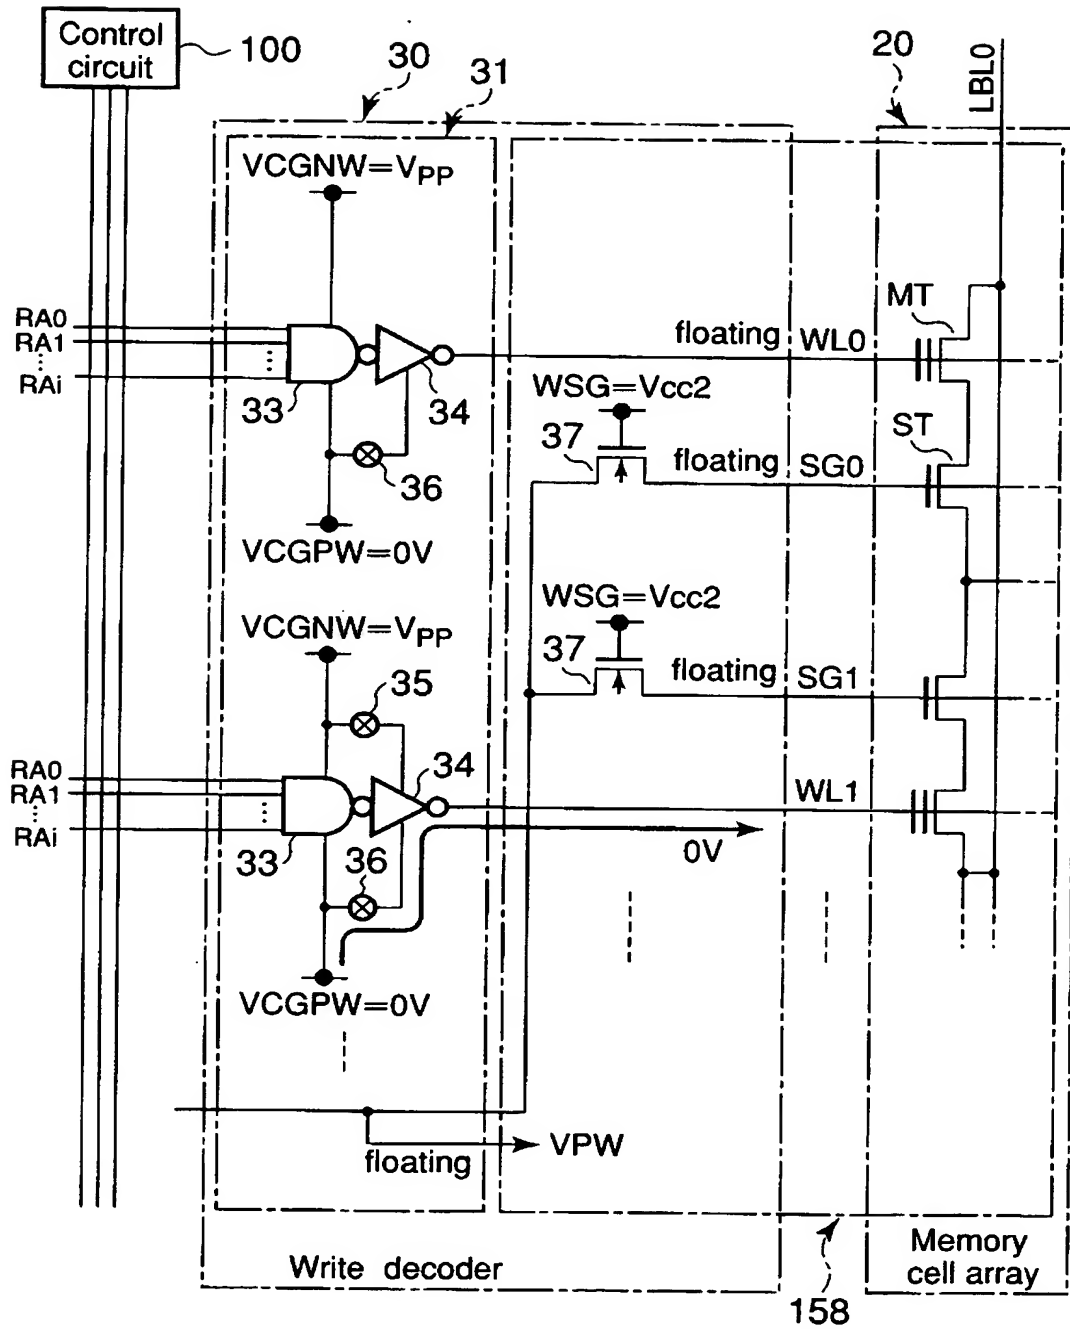 Control
circuit
100
30
31
20
LBL0
VCGNW=VPP
RA0
RA1
⋮
RAi
33
34
36
VCGPW=0V
floating WL0
MT
WSG=Vcc2
37
floating SG0
ST
VCGNW=VPP
35
WSG=Vcc2
37
floating SG1
RA0
RA1
⋮
RAi
33
34
36
WL1
0V
VCGPW=0V
floating
VPW
Write decoder
158
Memory
cell array